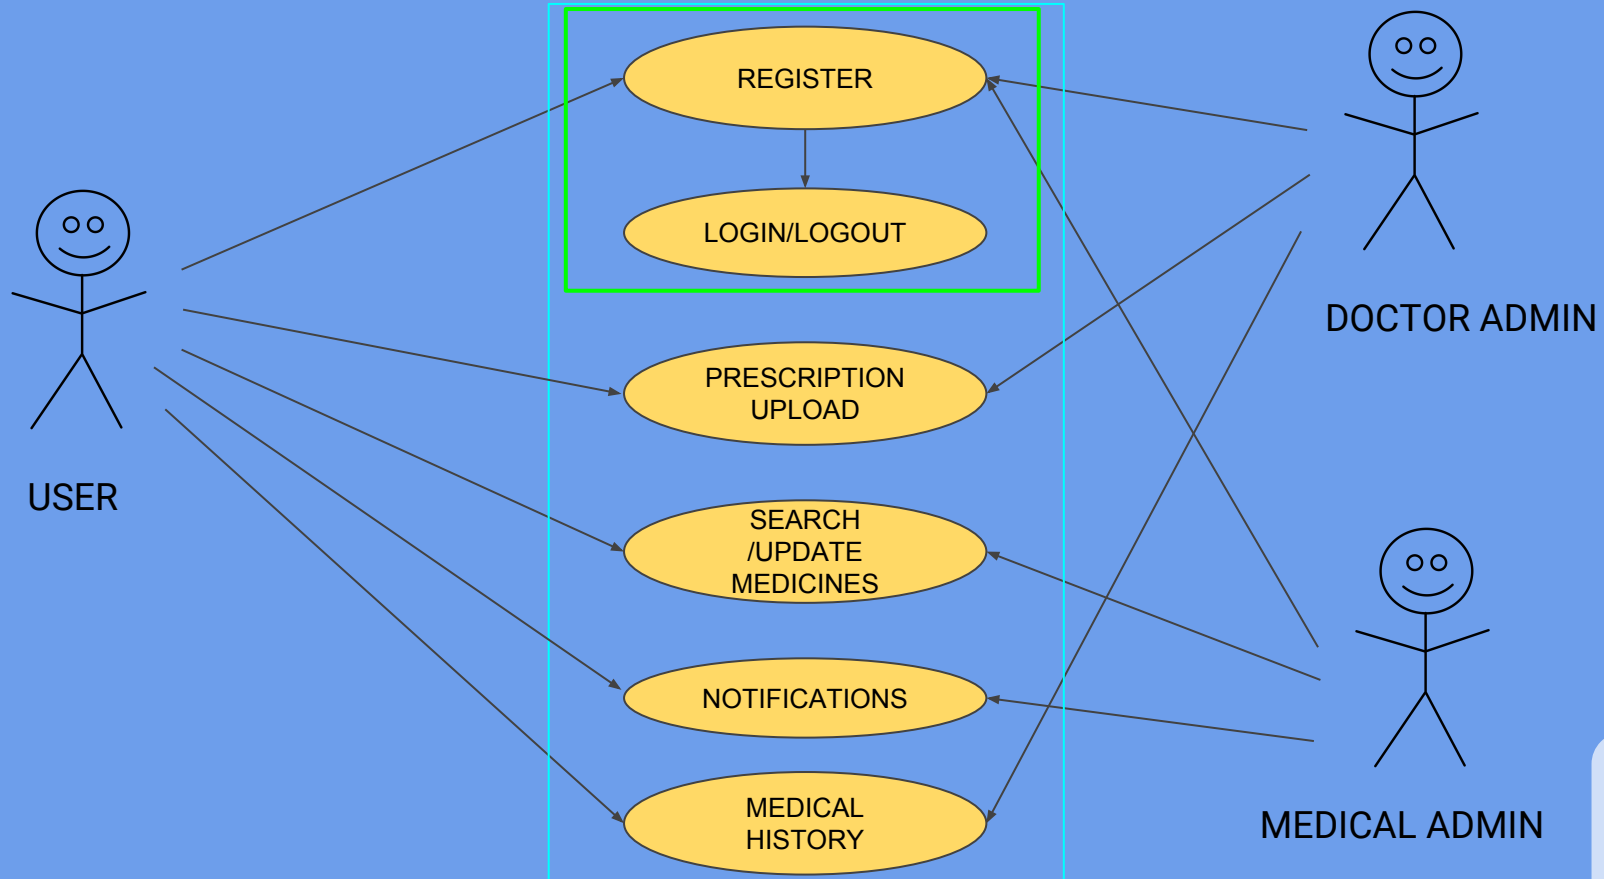 REGISTER
LOGIN/LOGOUT
DOCTOR ADMIN
PRESCRIPTION
UPLOAD
USER
SEARCH
/UPDATE
MEDICINES
NOTIFICATIONS
MEDICAL
HISTORY
MEDICAL ADMIN